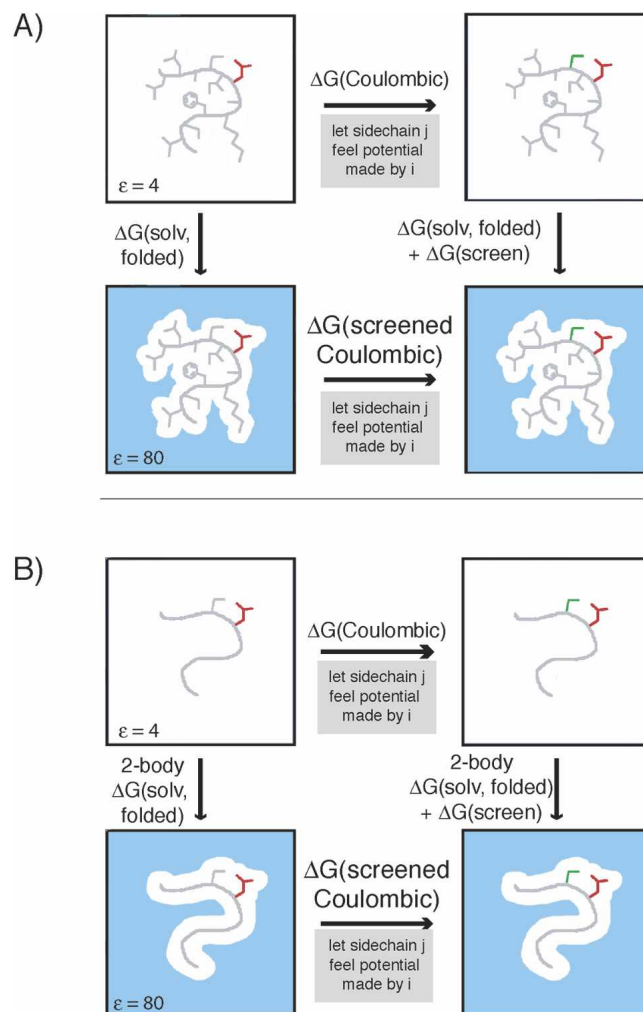 A)
ΔG(Coulombic)
let sidechain j
feel potential
made by i
ε = 4
ΔG(solv,
folded)
ΔG(solv, folded)
+ ΔG(screen)
ΔG(screened
Coulombic)
let sidechain j
feel potential
made by i
ε = 80
B)
ΔG(Coulombic)
let sidechain j
feel potential
made by i
ε = 4
2-body
ΔG(solv,
folded)
2-body
ΔG(solv, folded)
+ ΔG(screen)
ΔG(screened
Coulombic)
let sidechain j
feel potential
made by i
ε = 80